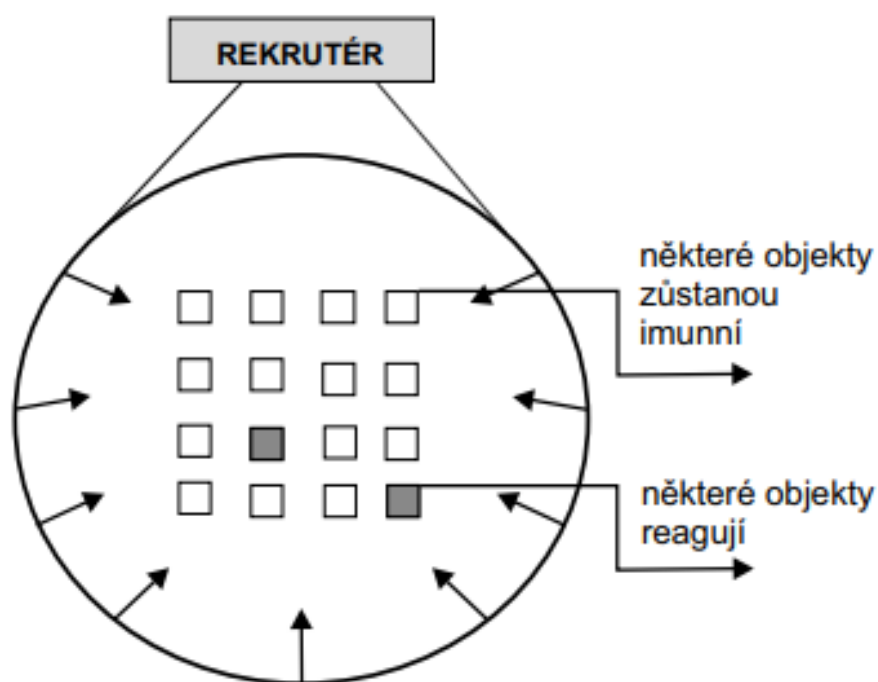 REKRUTÉR
některé objekty
zůstanou
imunní
některé objekty
reagují